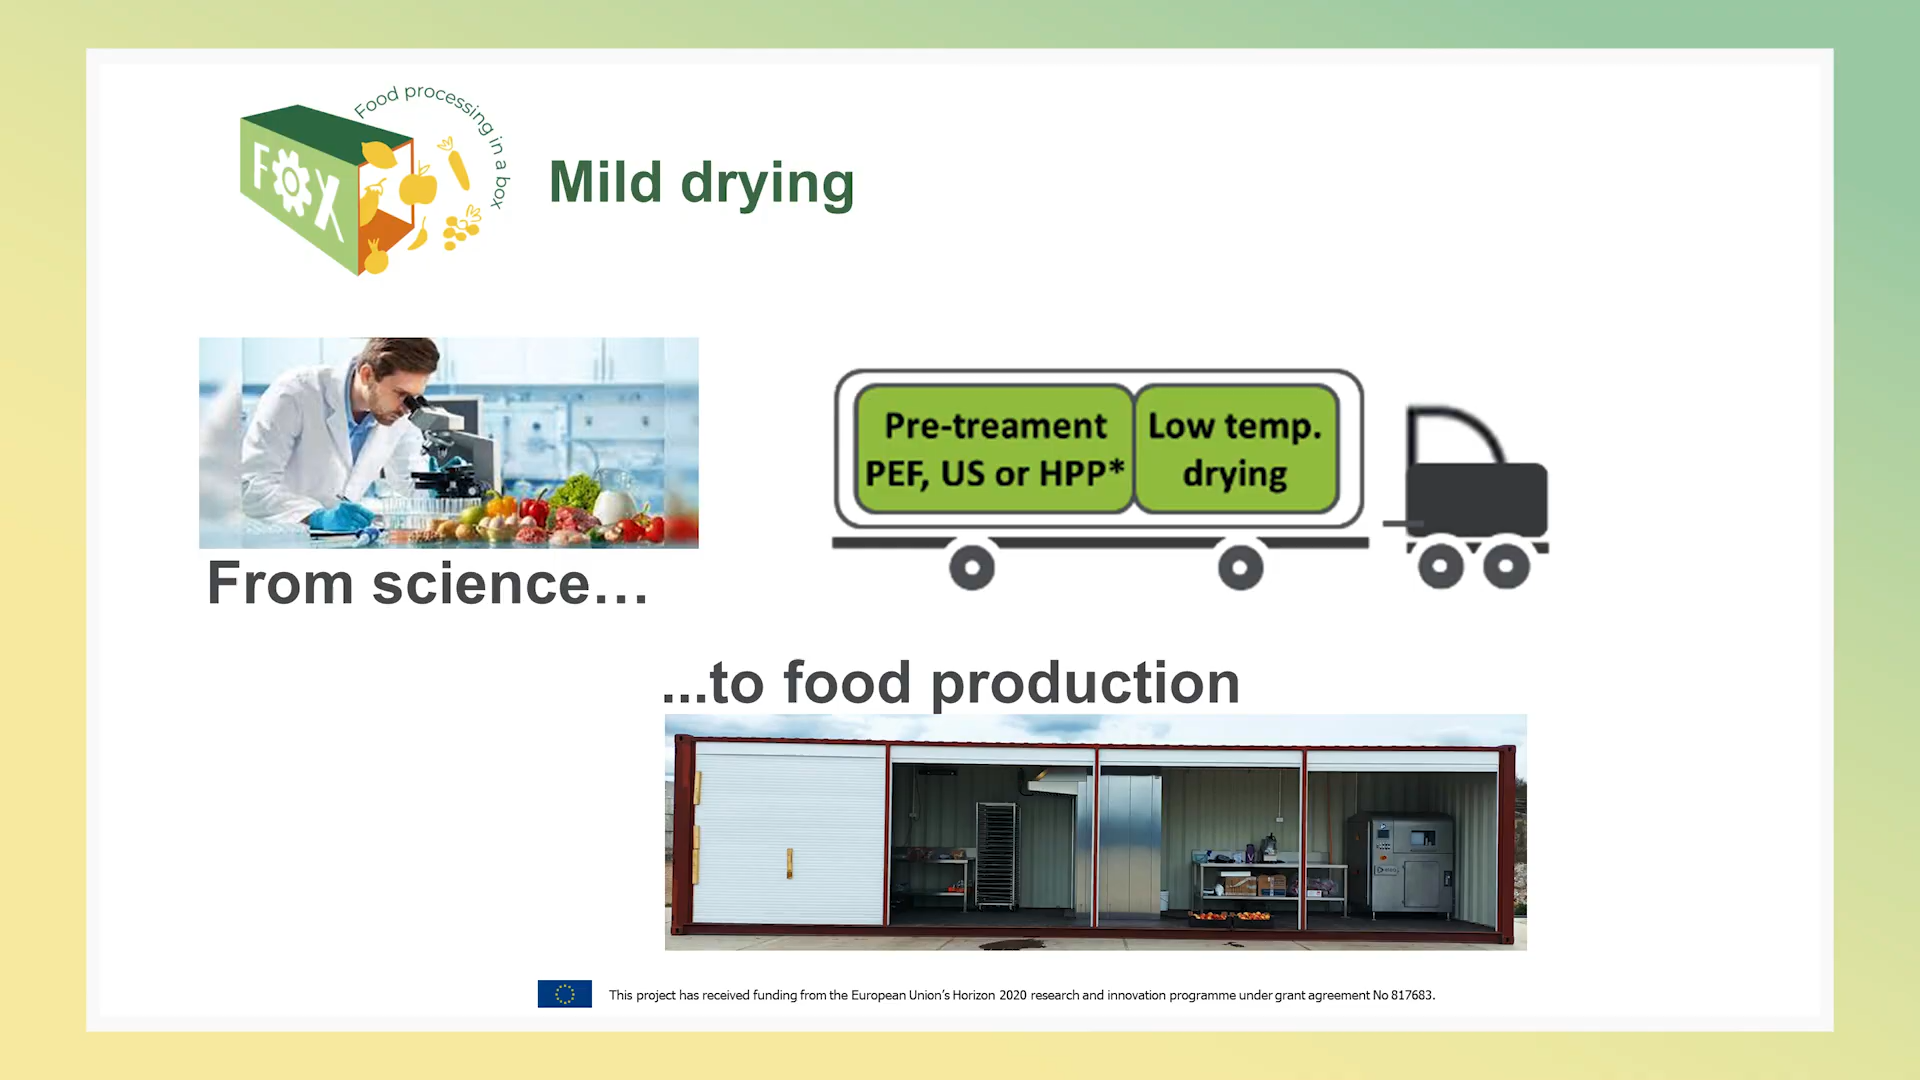 Food processing in a box
FOX
Mild drying
Pre-treament
PEF, US or HPP*
Low temp.
drying
From science…
...to food production
This project has received funding from the European Union's Horizon 2020 research and innovation programme under grant agreement No 817683.